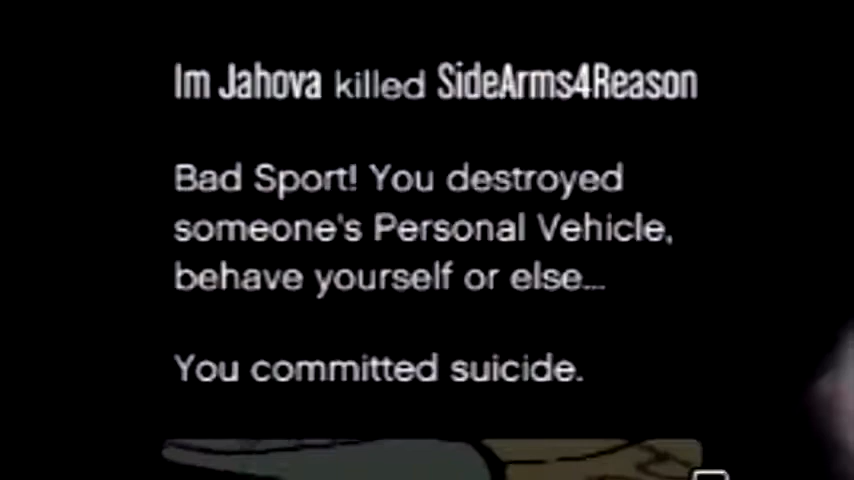 Im Jahova killed SideArms4Reason
Bad Sport! You destroyed
someone's Personal Vehicle,
behave yourself or else...
You committed suicide.